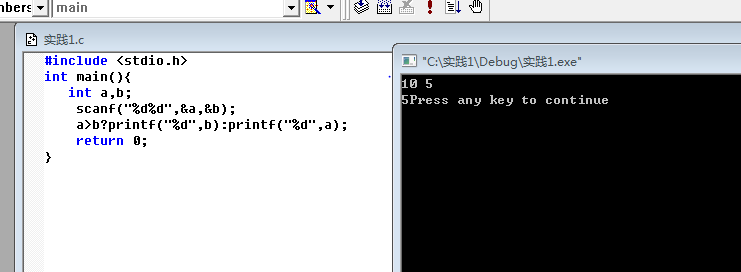 main
实践1.c
#include <stdio.h>
int main(){
int a,b;
scanf("%d%d",&a,&b);
a>b?printf("%d",b):printf("%d",a);
return 0;
}
"C:\实践1\Debug\实践1.exe"
10 5
5Press any key to continue